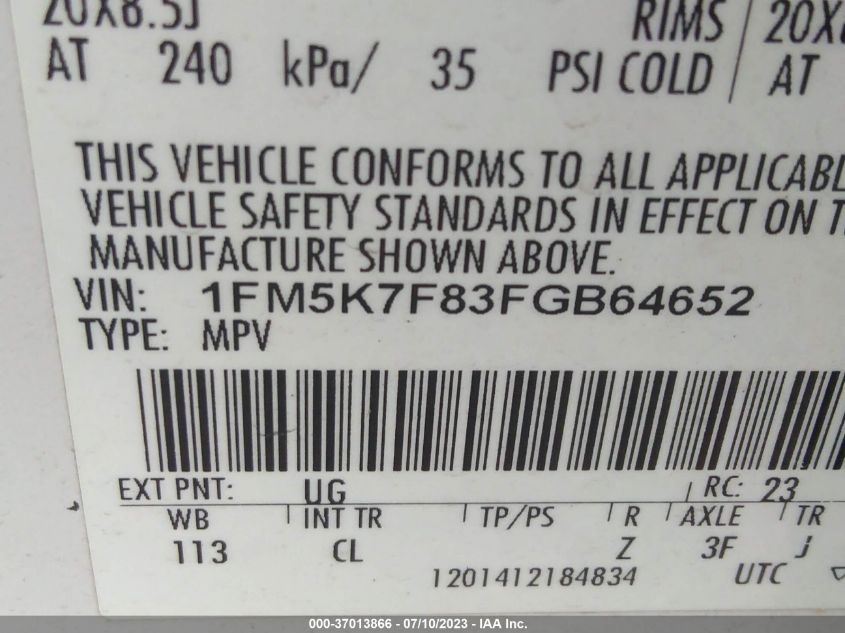 20X8.5J RIMS 20X
AT 240 kPa/ 35 PSI COLD AT
THIS VEHICLE CONFORMS TO ALL APPLICABL
VEHICLE SAFETY STANDARDS IN EFFECT ON T
MANUFACTURE SHOWN ABOVE.
VIN: 1FM5K7F83FGB64652
TYPE: MPV
EXT PNT: UG RC: 23
WB INT TR TP/PS R AXLE TR
113 CL Z 3F J
1201412184834 UTC
000-37013866 - 07/10/2023 - IAA Inc.